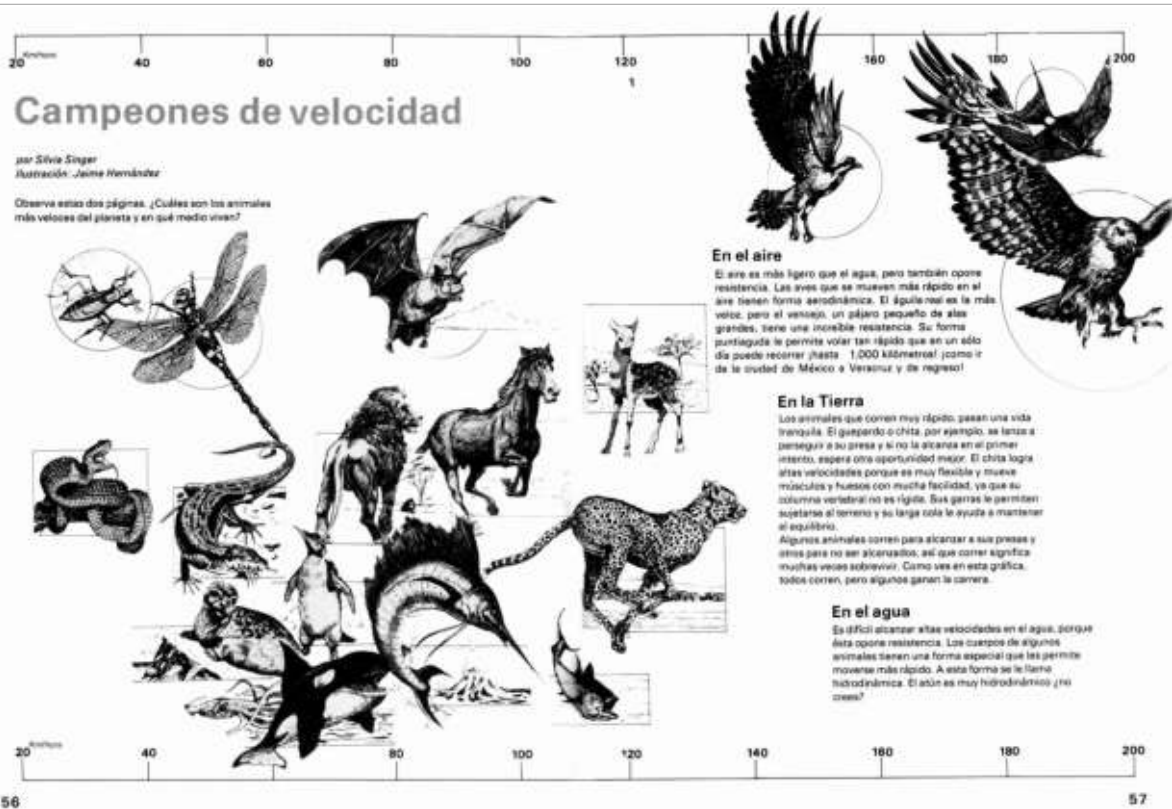 Km/hora
20 40 60 80 100 120 160 180 200
1
Campeones de velocidad
por Silvia Singer
Ilustración: Jaime Hernández
Observa estas dos páginas. ¿Cuáles son los animales
más veloces del planeta y en qué medio viven?
En el aire
El aire es más ligero que el agua, pero también opone
resistencia. Las aves que se mueven más rápido en el
aire tienen forma aerodinámica. El águila real es la más
veloz, pero el vencejo, un pájaro pequeño de alas
grandes, tiene una increíble resistencia. Su forma
puntiaguda le permite volar tan rápido que en un sólo
día puede recorrer ¡hasta 1,000 kilómetros! ¡como ir
de la ciudad de México a Veracruz y de regreso!
En la Tierra
Los animales que corren muy rápido, pasan una vida
tranquila. El guepardo o chita, por ejemplo, se lanza a
perseguir a su presa y si no la alcanza en el primer
intento, espera otra oportunidad mejor. El chita logra
altas velocidades porque es muy flexible y mueve
músculos y huesos con mucha facilidad, ya que su
columna vertebral no es rígida. Sus garras le permiten
sujetarse al terreno y su larga cola le ayuda a mantener
el equilibrio.
Algunos animales corren para alcanzar a sus presas y
otros para no ser alcanzados; así que correr significa
muchas veces sobrevivir. Como ves en esta gráfica,
todos corren, pero algunos ganan la carrera.
En el agua
Es difícil alcanzar altas velocidades en el agua, porque
ésta opone resistencia. Los cuerpos de algunos
animales tienen una forma especial que les permite
moverse más rápido. A esta forma se le llama
hidrodinámica. El atún es muy hidrodinámico ¿no
crees?
Km/hora
20 40 80 100 120 140 160 180 200
56
57